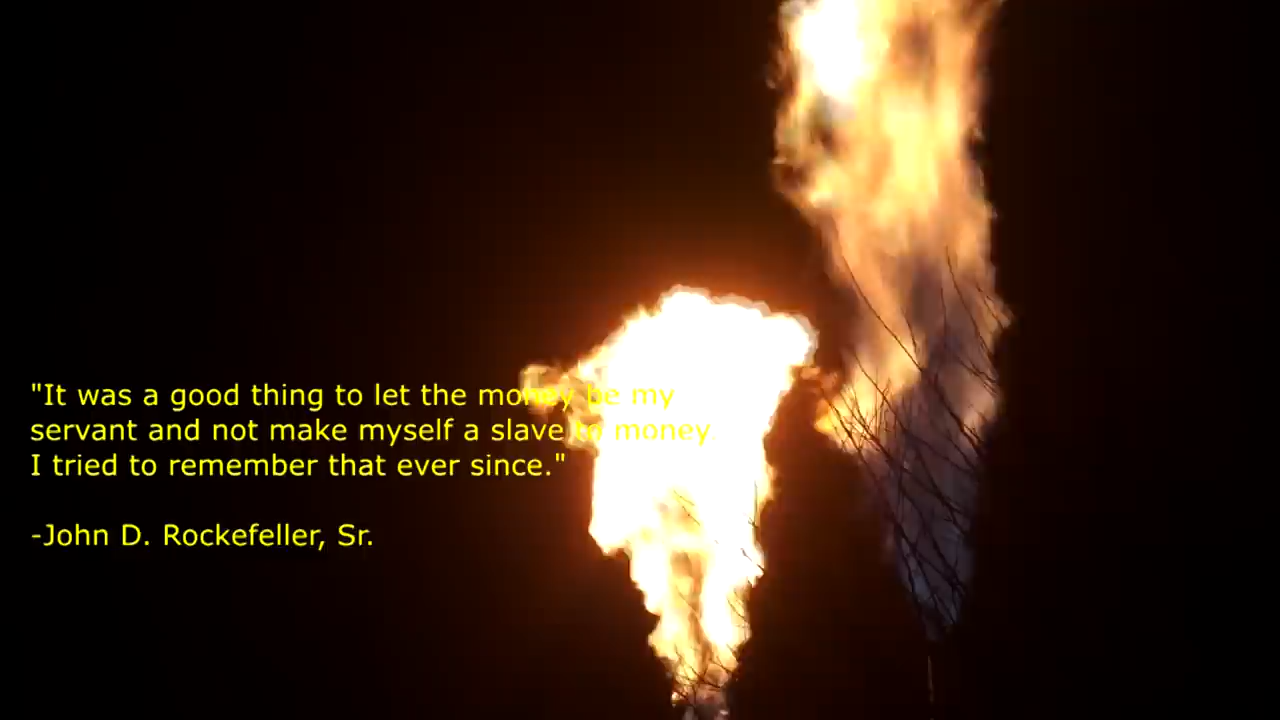 "It was a good thing to let the money be my
servant and not make myself a slave to money
I tried to remember that ever since."
-John D. Rockefeller, Sr.